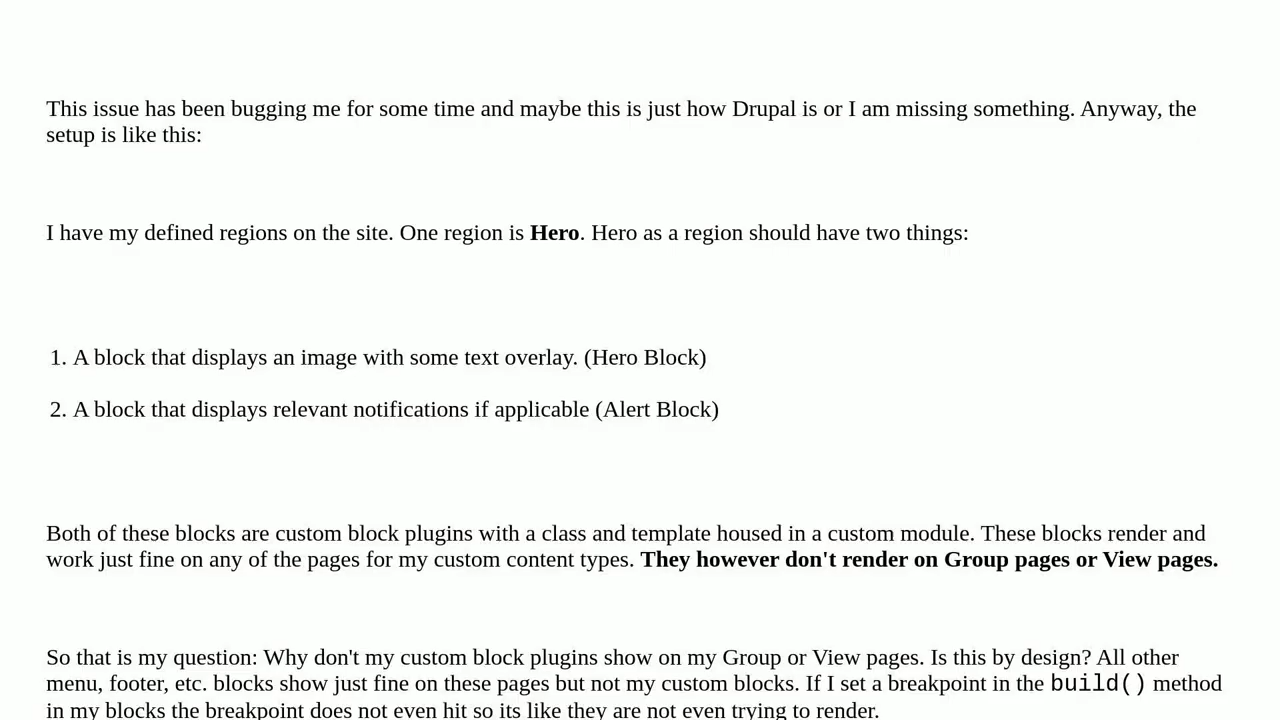 This issue has been bugging me for some time and maybe this is just how Drupal is or I am missing something. Anyway, the
setup is like this:
I have my defined regions on the site. One region is Hero. Hero as a region should have two things:
1. A block that displays an image with some text overlay. (Hero Block)
2. A block that displays relevant notifications if applicable (Alert Block)
Both of these blocks are custom block plugins with a class and template housed in a custom module. These blocks render and
work just fine on any of the pages for my custom content types. They however don't render on Group pages or View pages.
So that is my question: Why don't my custom block plugins show on my Group or View pages. Is this by design? All other
menu, footer, etc. blocks show just fine on these pages but not my custom blocks. If I set a breakpoint in the build() method
in my blocks the breakpoint does not even hit so its like they are not even trying to render.